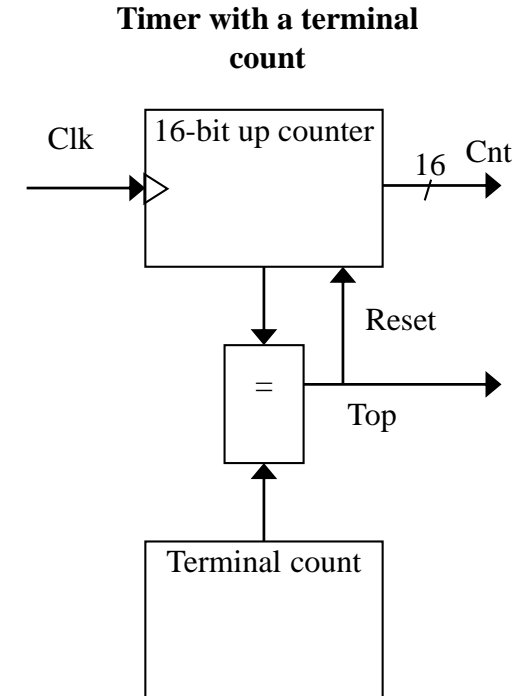 Timer with a terminal
count
Clk
16-bit up counter
16
Cnt
Reset
=
Top
Terminal count